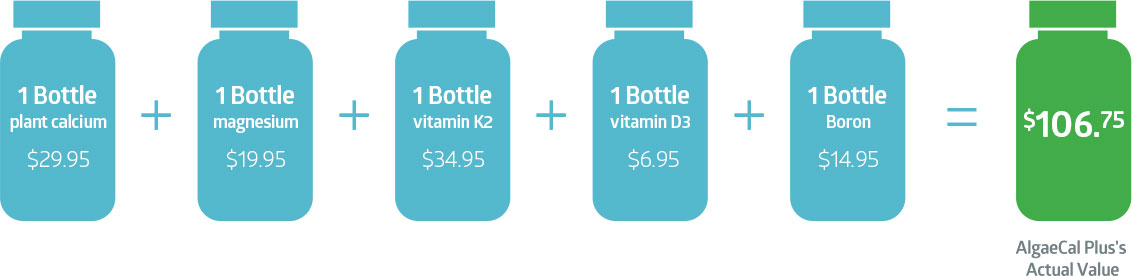 1 Bottle
plant calcium
$29.95
+
1 Bottle
magnesium
$19.95
+
1 Bottle
vitamin K2
$34.95
+
1 Bottle
vitamin D3
$6.95
+
1 Bottle
Boron
$14.95
=
$106.75
AlgaeCal Plus's
Actual Value